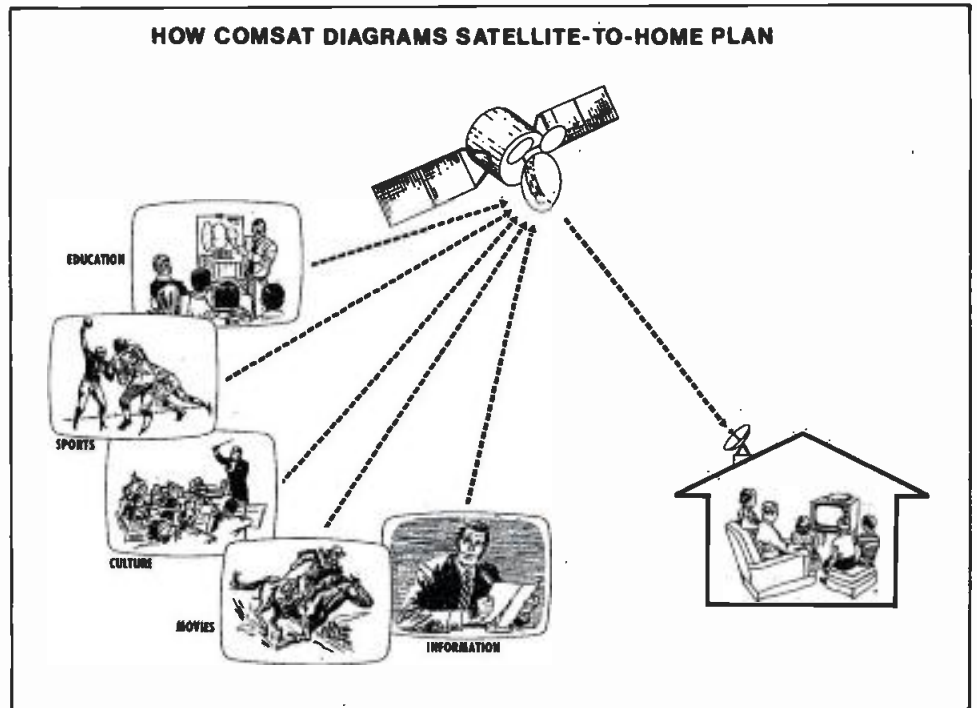 HOW COMSAT DIAGRAMS SATELLITE-TO-HOME PLAN
EDUCATION
SPORTS
CULTURE
MOVIES
INFORMATION